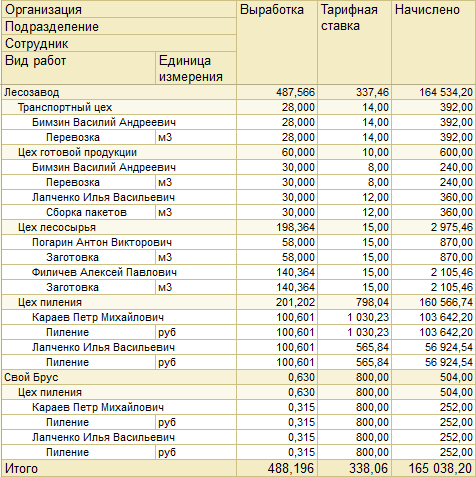 Организация Выработка Тарифная ставка Начислено
Подразделение
Сотрудник
Вид работ Единица измерения
Лесозавод 487,566 337,46 164 534,20
Транспортный цех 28,000 14,00 392,00
Бимзин Василий Андреевич 28,000 14,00 392,00
Перевозка м3 28,000 14,00 392,00
Цех готовой продукции 60,000 10,00 600,00
Бимзин Василий Андреевич 30,000 8,00 240,00
Перевозка м3 30,000 8,00 240,00
Лапченко Илья Васильевич 30,000 12,00 360,00
Сборка пакетов м3 30,000 12,00 360,00
Цех лесосырья 198,364 15,00 2 975,46
Погарин Антон Викторович 58,000 15,00 870,00
Заготовка м3 58,000 15,00 870,00
Филичев Алексей Павлович 140,364 15,00 2 105,46
Заготовка м3 140,364 15,00 2 105,46
Цех пиления 201,202 798,04 160 566,74
Караев Петр Михайлович 100,601 1 030,23 103 642,20
Пиление руб 100,601 1 030,23 103 642,20
Лапченко Илья Васильевич 100,601 565,84 56 924,54
Пиление руб 100,601 565,84 56 924,54
Свой Брус 0,630 800,00 504,00
Цех пиления 0,630 800,00 504,00
Караев Петр Михайлович 0,315 800,00 252,00
Пиление руб 0,315 800,00 252,00
Лапченко Илья Васильевич 0,315 800,00 252,00
Пиление руб 0,315 800,00 252,00
Итого 488,196 338,06 165 038,20